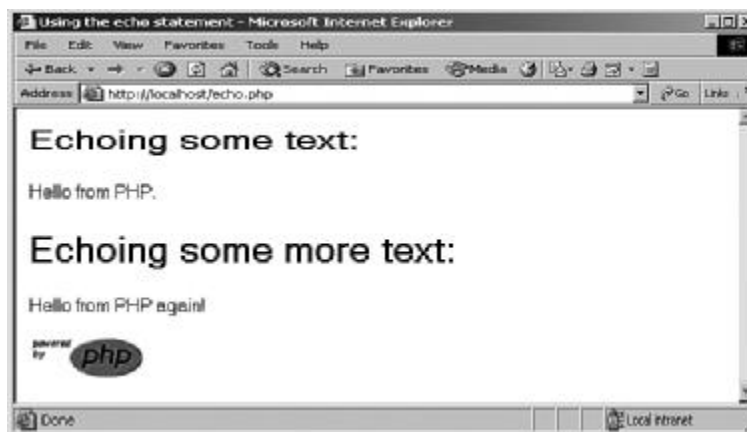 Using the echo statement - Microsoft Internet Explorer
File Edit View Favorites Tools Help
Back Search Favorites Media
Address http://localhost/echo.php Go Links
Echoing some text:
Hello from PHP.
Echoing some more text:
Hello from PHP again!
powered
by php
Done Local intranet